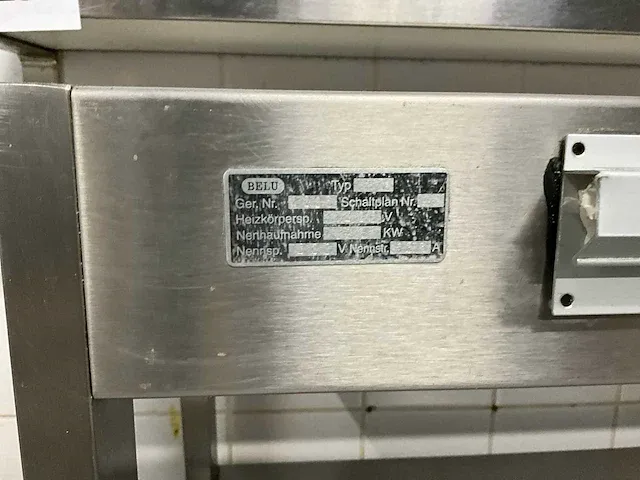 BELU Typ
Ger. Nr. Schaltplan Nr.
Heizkörpersp. V
Nennaufnahme KW
Nennsp. V Nennstr. A